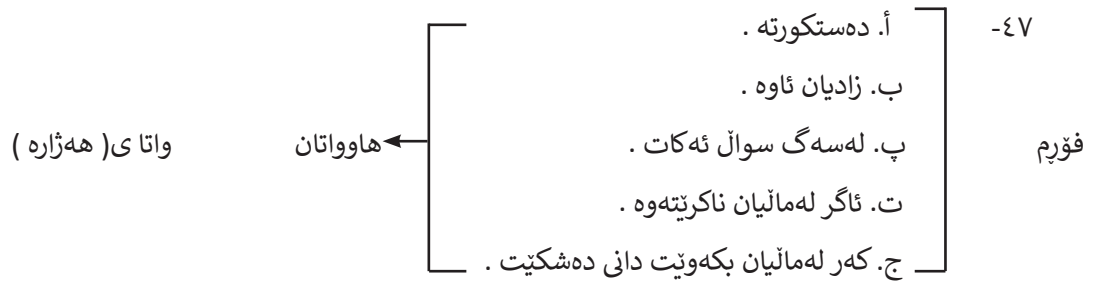 ٤٧-
أ. دەستکورتە .
ب. زادیان ئاوە .
فۆڕم پ. لەسەگ سواڵ ئەکات . هاوواتان واتا ی( هەژارە )
ت. ئاگر لەماڵیان ناکرێتەوە .
ج. کەر لەماڵیان بکەوێت دانی دەشکێت .